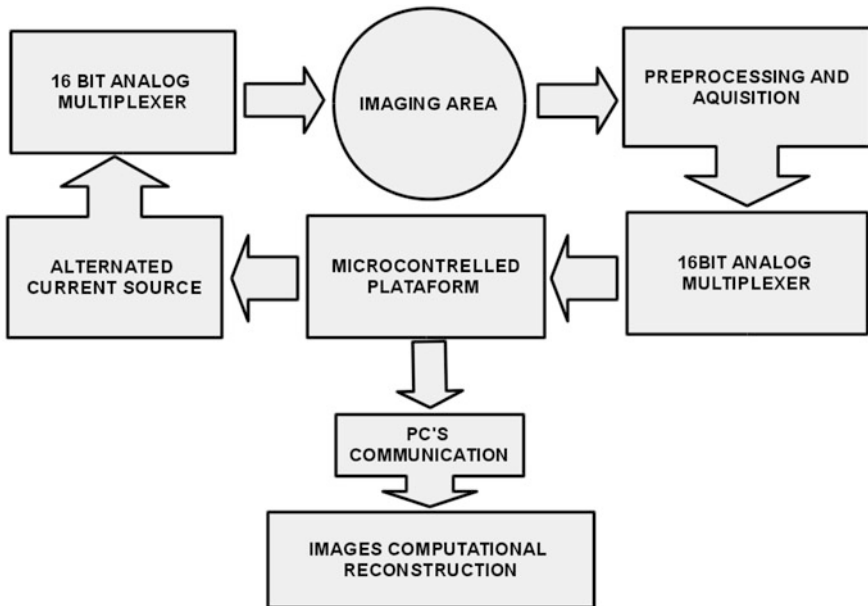 16 BIT ANALOG
MULTIPLEXER
IMAGING AREA
PREPROCESSING AND
AQUISITION
ALTERNATED
CURRENT SOURCE
MICROCONTRELLED
PLATAFORM
16BIT ANALOG
MULTIPLEXER
PC'S
COMMUNICATION
IMAGES COMPUTATIONAL
RECONSTRUCTION